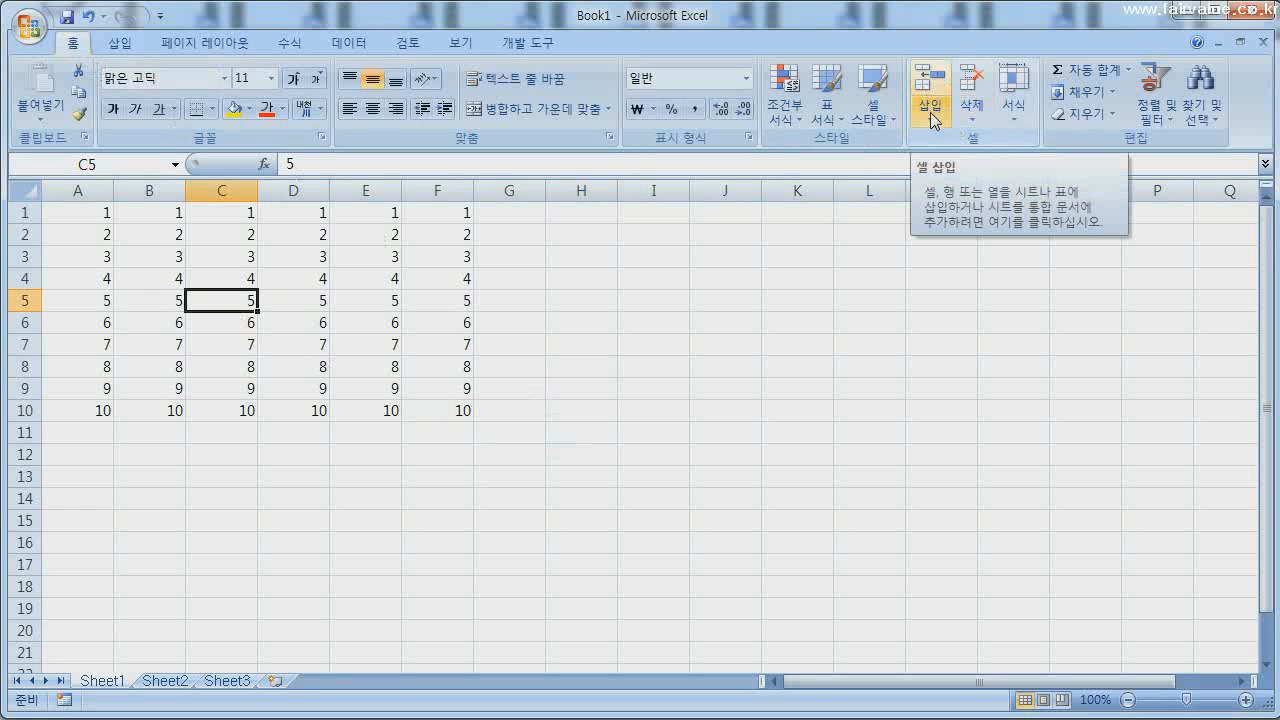 Book1 - Microsoft Excel
www.fairvalue.co.kr
홈 삽입 페이지 레이아웃 수식 데이터 검토 보기 개발 도구
붙여넣기
클립보드
맑은 고딕 11 가 가
가 가 가 가 내천
글꼴
텍스트 줄 바꿈
병합하고 가운데 맞춤
맞춤
일반
₩ % ,
표시 형식
조건부 서식
표 서식
셀 스타일
스타일
삽입
삭제
서식
셀
Σ 자동 합계
채우기
지우기
정렬 및 필터
찾기 및 선택
편집
C5 fx 5
셀 삽입
셀, 행 또는 열을 시트나 표에
삽입하거나 시트를 통합 문서에
추가하려면 여기를 클릭하십시오.
A B C D E F G H I J K L P Q
1 1 1 1 1 1 1
2 2 2 2 2 2 2
3 3 3 3 3 3 3
4 4 4 4 4 4 4
5 5 5 5 5 5 5
6 6 6 6 6 6 6
7 7 7 7 7 7 7
8 8 8 8 8 8 8
9 9 9 9 9 9 9
10 10 10 10 10 10 10
11
12
13
14
15
16
17
18
19
20
21
Sheet1 Sheet2 Sheet3
준비 100%